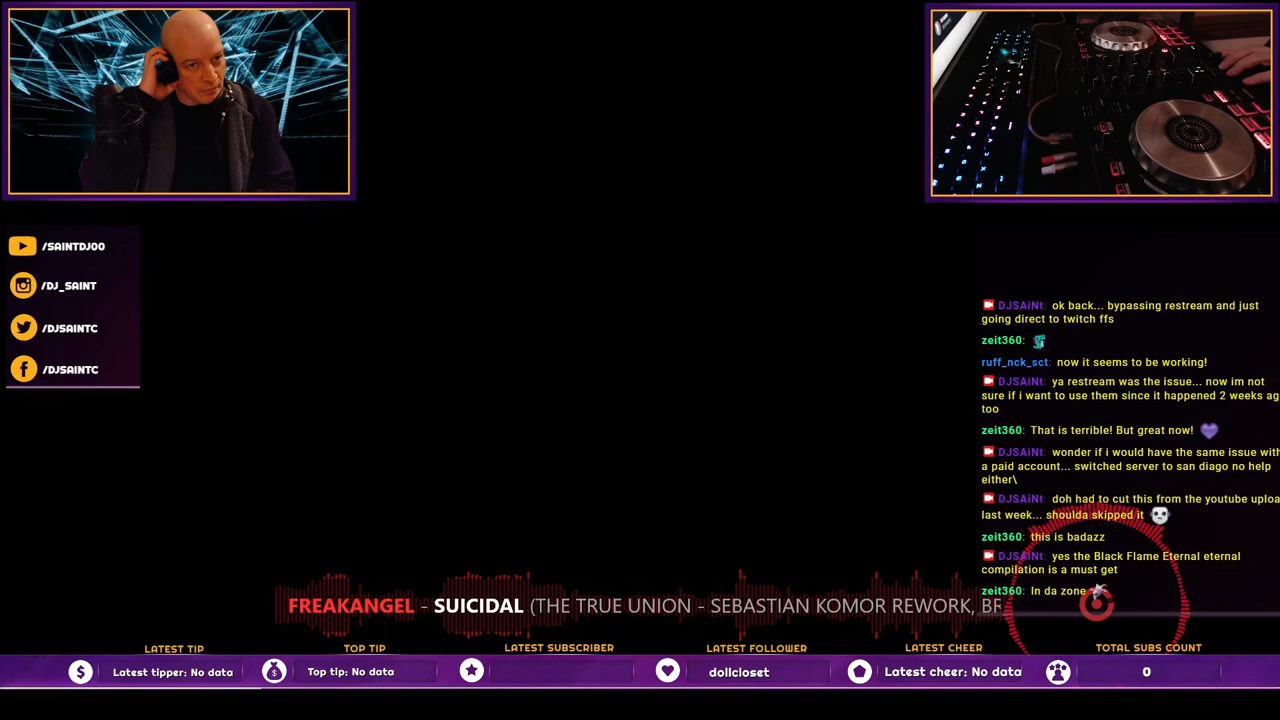 /SAINTDJ00
/DJ_SAINT
/DJSAINTC
/DJSAINTC
DJSAiNt: ok back... bypassing restream and just
going direct to twitch ffs
zeit360:
ruff_nck_sct: now it seems to be working!
DJSAiNt: ya restream was the issue... now im not
sure if i want to use them since it happened 2 weeks ag
too
zeit360: That is terrible! But great now!
DJSAiNt: wonder if i would have the same issue with
a paid account... switched server to san diago no help
either\
DJSAiNt: doh had to cut this from the youtube uploa
last week... shoulda skipped it
zeit360: this is badazz
DJSAiNt: yes the Black Flame Eternal eternal
compilation is a must get
zeit360: In da zone
FREAKANGEL - SUICIDAL (THE TRUE UNION - SEBASTIAN KOMOR REWORK, BF
LATEST TIP
TOP TIP
LATEST SUBSCRIBER
LATEST FOLLOWER
LATEST CHEER
TOTAL SUBS COUNT
Latest tipper: No data
Top tip: No data
dollcloset
Latest cheer: No data
0